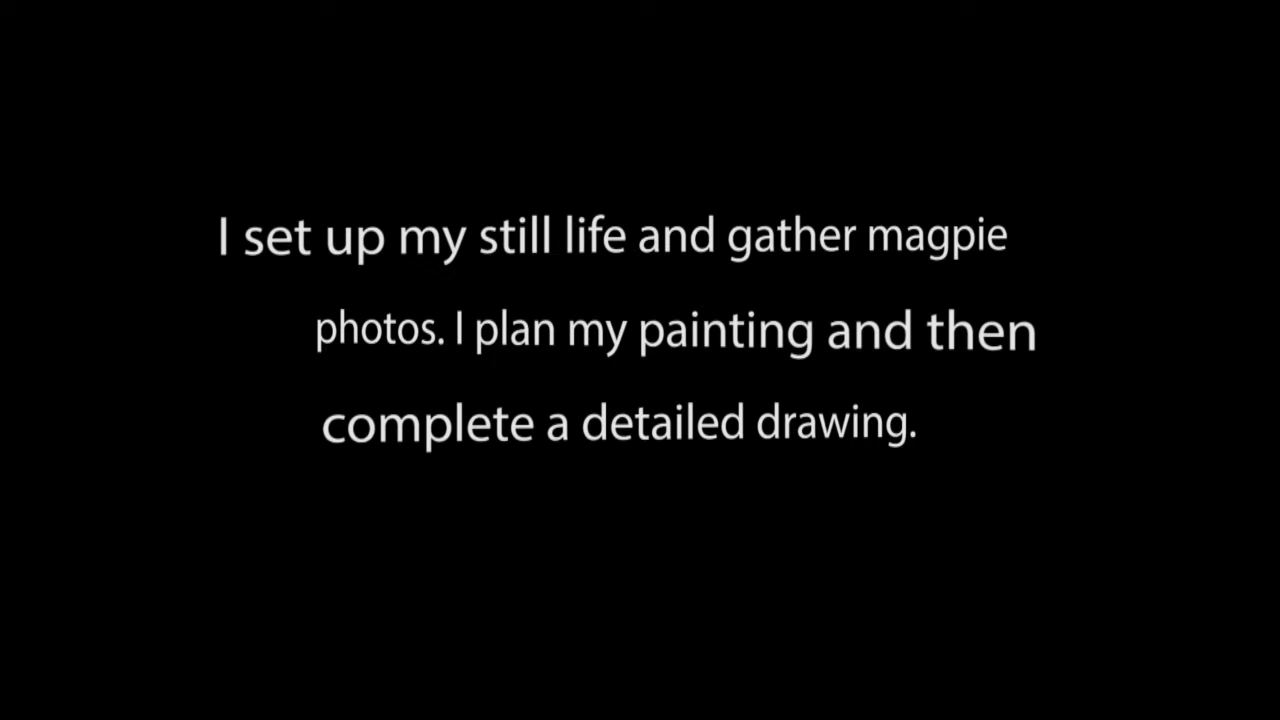 I set up my still life and gather magpie
photos. I plan my painting and then
complete a detailed drawing.